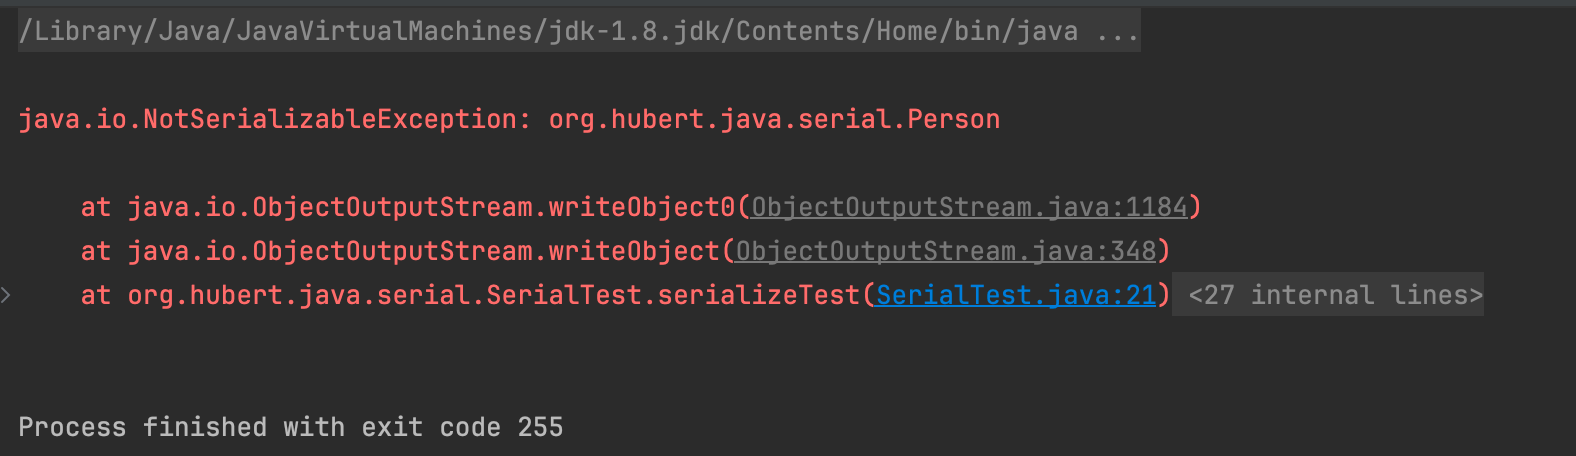 /Library/Java/JavaVirtualMachines/jdk-1.8.jdk/Contents/Home/bin/java ...
java.io.NotSerializableException: org.hubert.java.serial.Person
at java.io.ObjectOutputStream.writeObject0(ObjectOutputStream.java:1184)
at java.io.ObjectOutputStream.writeObject(ObjectOutputStream.java:348)
at org.hubert.java.serial.SerialTest.serializeTest(SerialTest.java:21) <27 internal lines>
Process finished with exit code 255